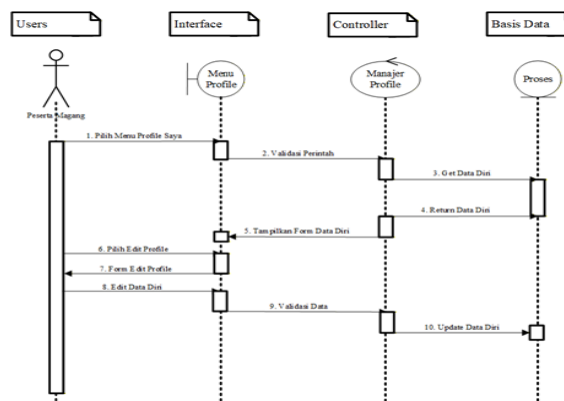 Users
Interface
Controller
Basis Data
Menu
Profile
Manajer
Profile
Proses
Peserta Magang
1. Pilih Menu Profile Saya
2. Validasi Perintah
3. Get Data Diri
4. Return Data Diri
5. Tampilkan Form Data Diri
6. Pilih Edit Profile
7. Form Edit Profile
8. Edit Data Diri
9. Validasi Data
10. Update Data Diri